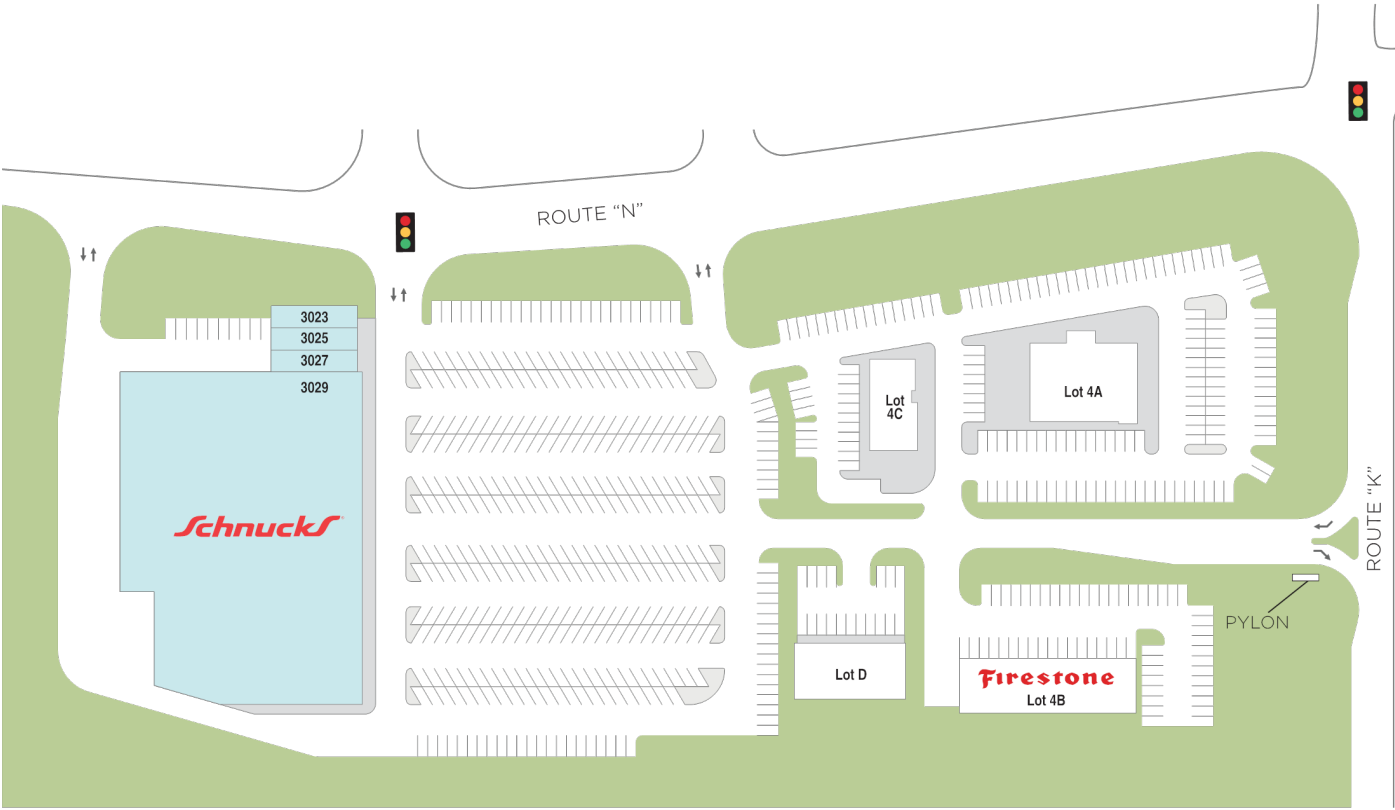 ROUTE “N”
3023
3025
3027
3029
Schnucks
Lot
4C
Lot 4A
ROUTE “K”
PYLON
Lot D
Firestone
Lot 4B